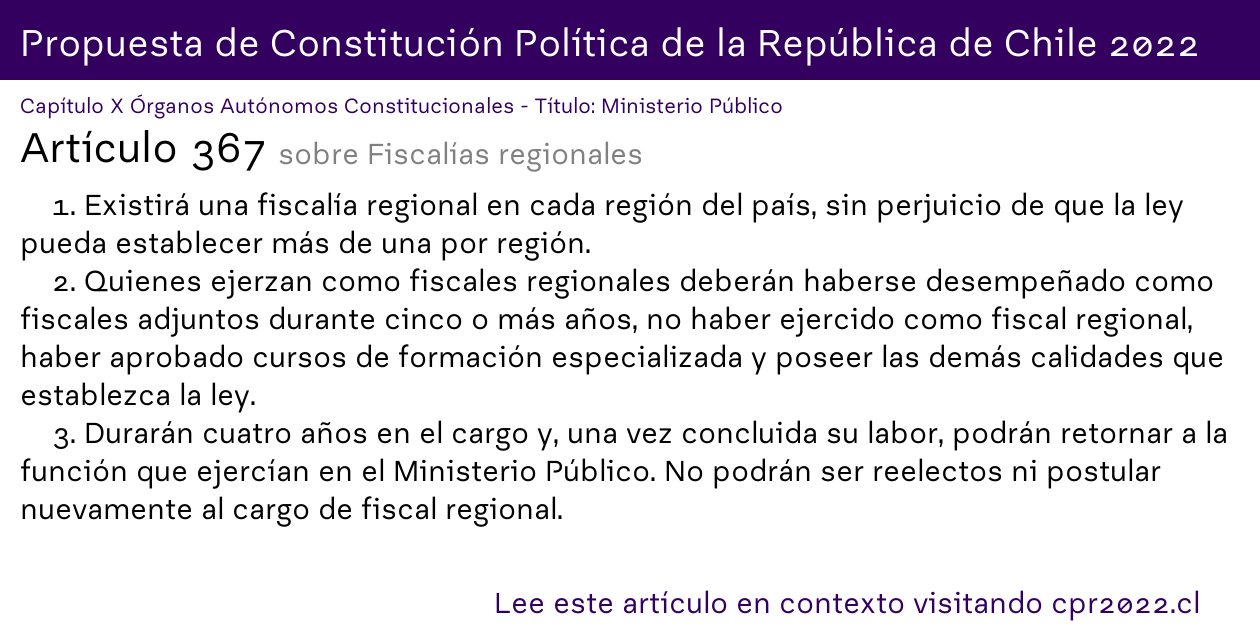 Propuesta de Constitución Política de la República de Chile 2022
Capítulo X Órganos Autónomos Constitucionales - Título: Ministerio Público
Artículo 367 sobre Fiscalías regionales
1. Existirá una fiscalía regional en cada región del país, sin perjuicio de que la ley
pueda establecer más de una por región.
2. Quienes ejerzan como fiscales regionales deberán haberse desempeñado como
fiscales adjuntos durante cinco o más años, no haber ejercido como fiscal regional,
haber aprobado cursos de formación especializada y poseer las demás calidades que
establezca la ley.
3. Durarán cuatro años en el cargo y, una vez concluida su labor, podrán retornar a la
función que ejercían en el Ministerio Público. No podrán ser reelectos ni postular
nuevamente al cargo de fiscal regional.
Lee este artículo en contexto visitando cpr2022.cl